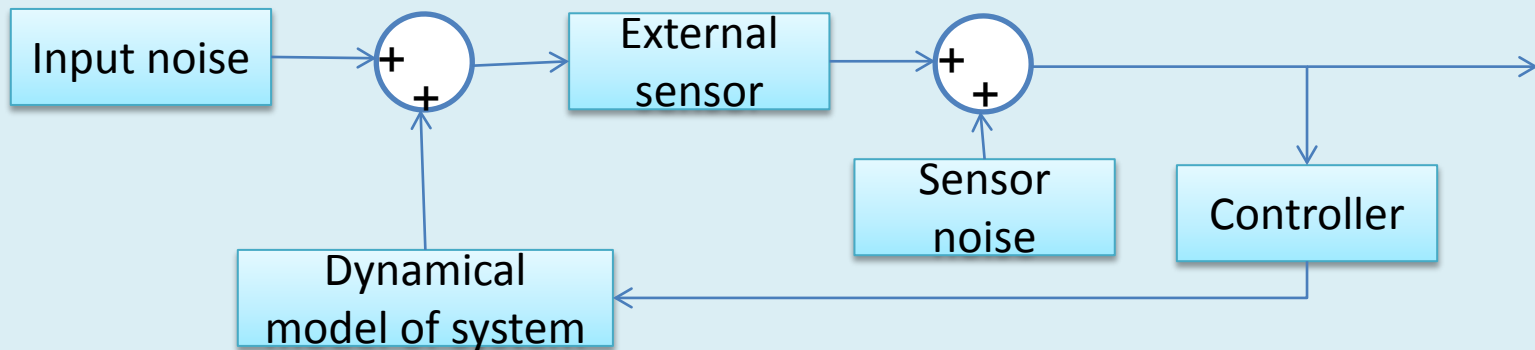 Input noise
+
+
External
sensor
+
+
Sensor
noise
Controller
Dynamical
model of system